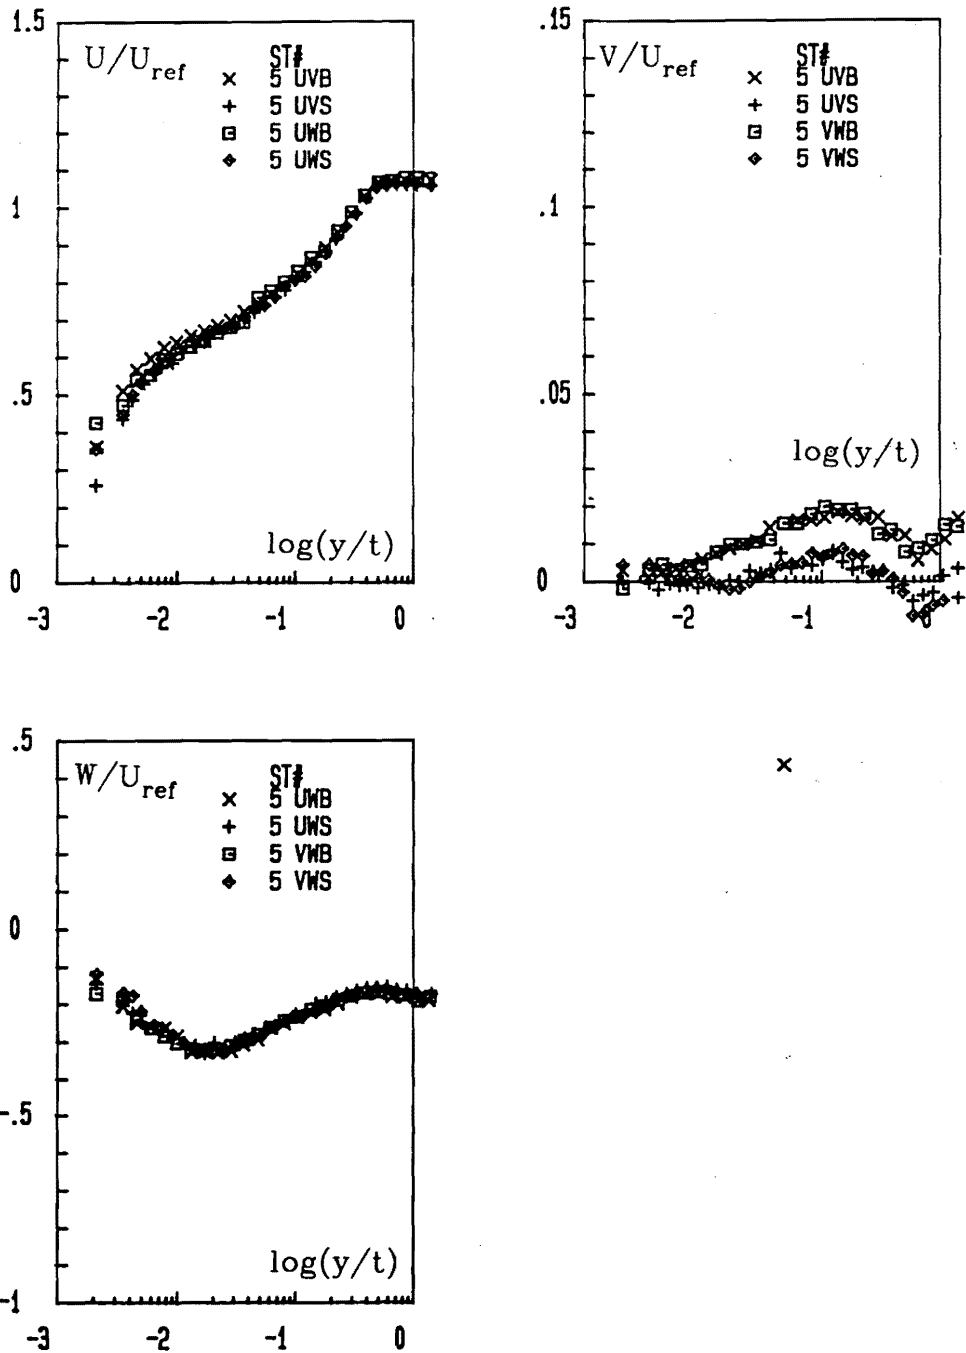 1.5
U/U_ref
ST#
5 UVB
5 UVS
5 UWB
5 UWS
1
.5
0
log(y/t)
-3
-2
-1
0
.15
V/U_ref
ST#
5 UVB
5 UVS
5 VWB
5 VWS
.1
.05
0
log(y/t)
-3
-2
-1
0
.5
W/U_ref
ST#
5 UWB
5 UWS
5 VWB
5 VWS
0
-.5
-1
log(y/t)
-3
-2
-1
0